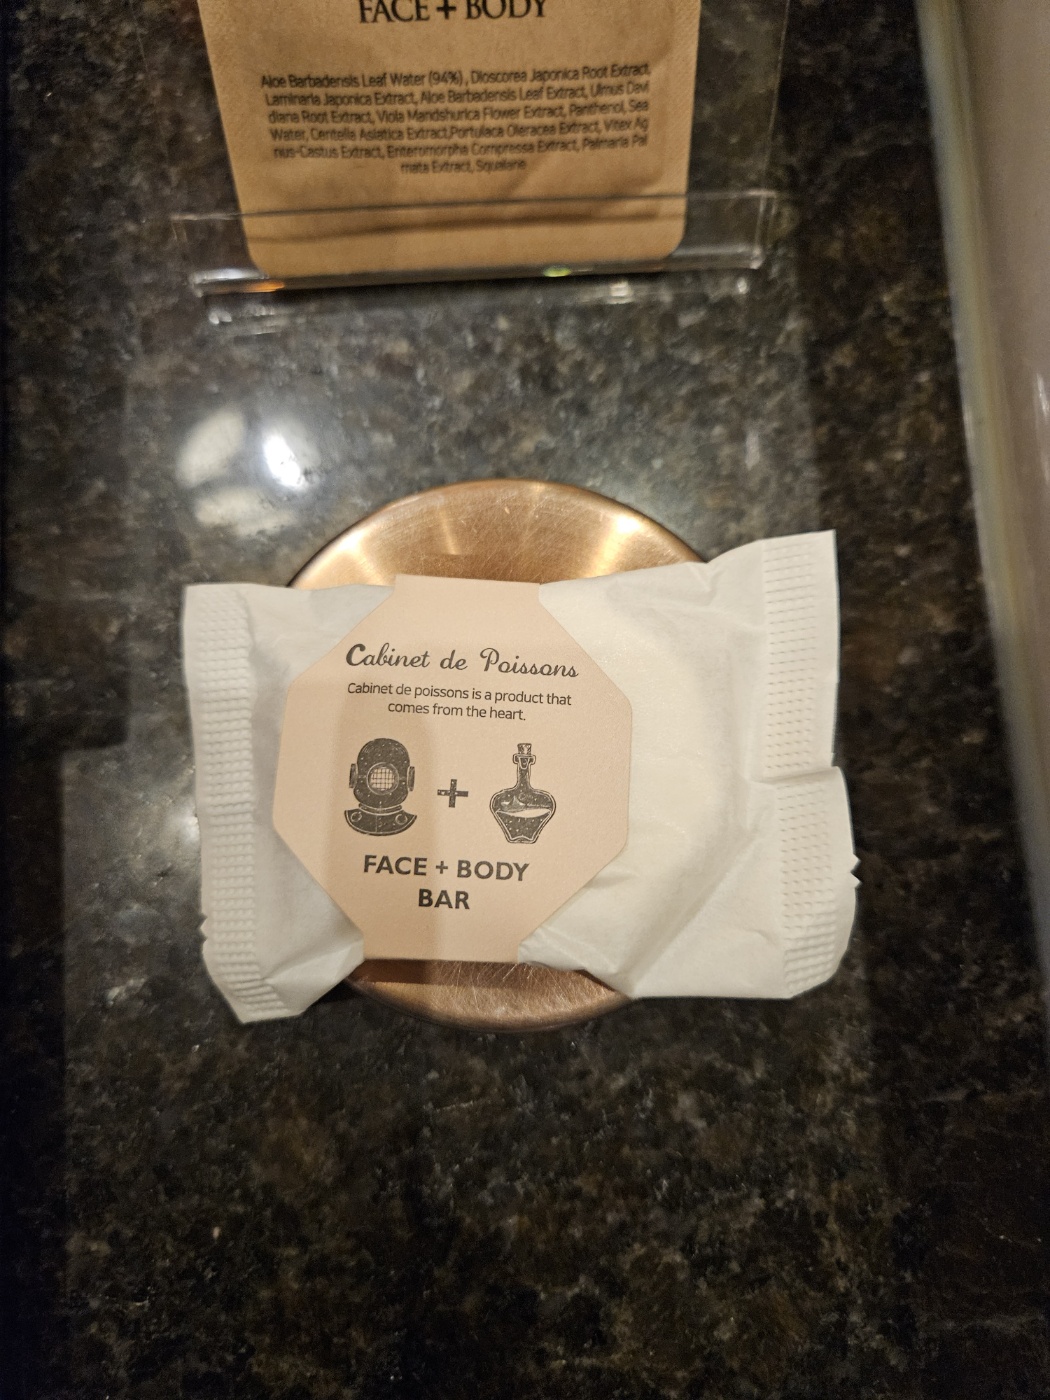 FACE + BODY
Aloe Barbadensis Leaf Water (94%), Dioscorea Japonica Root Extract,
Laminaria Japonica Extract, Aloe Barbadensis Leaf Extract, Ulmus Davi
diana Root Extract, Viola Mandshurica Flower Extract, Panthenol, Sea
Water, Centella Asiatica Extract,Portulaca Oleracea Extract, Vitex Ag
nus-Castus Extract, Enteromorpha Compressa Extract, Palmaria Pal
mata Extract, Squalane
Cabinet de Poissons
Cabinet de poissons is a product that
comes from the heart.
+
FACE + BODY
BAR